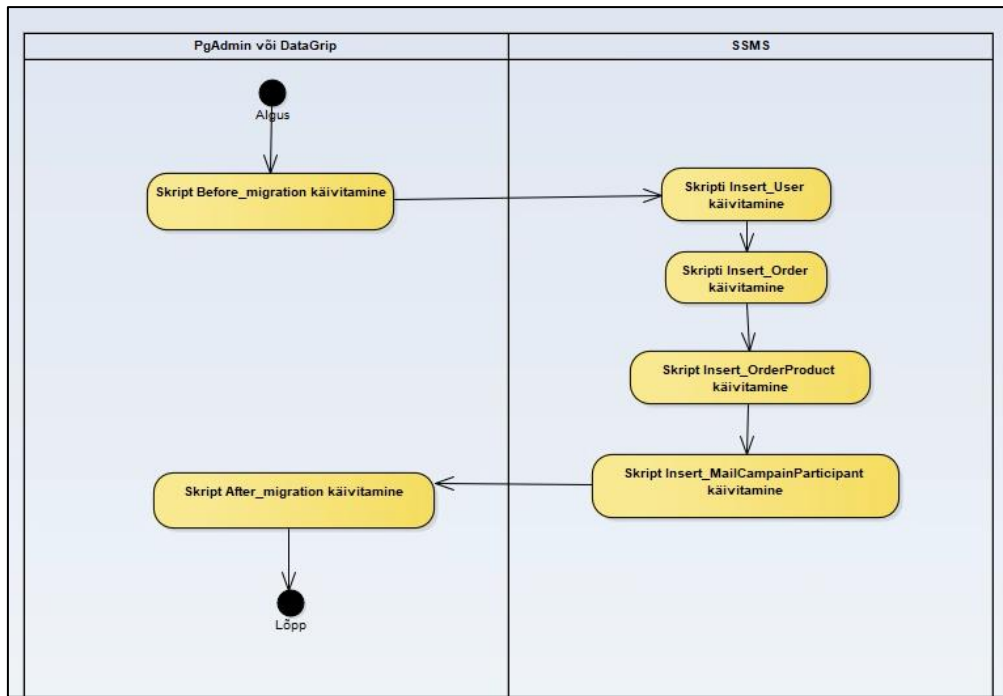 PgAdmin või DataGrip
SSMS
Algus
Skript Before_migration käivitamine
Skripti Insert_User
käivitamine
Skripti Insert_Order
käivitamine
Skript Insert_OrderProduct
käivitamine
Skript Insert_MailCampainParticipant
käivitamine
Skript After_migration käivitamine
Lõpp